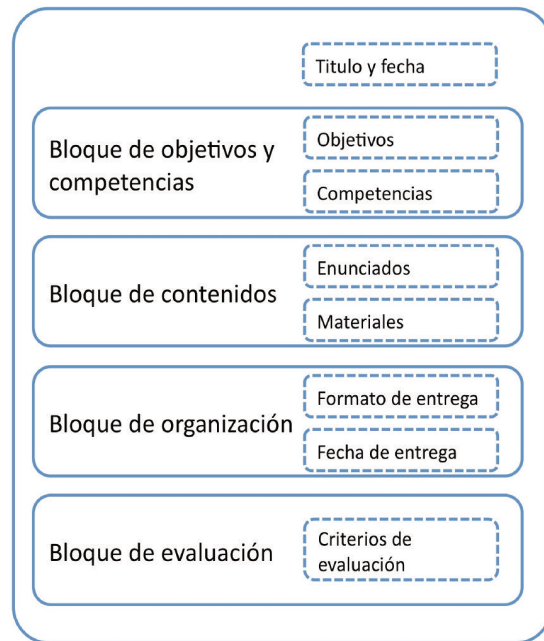 Titulo y fecha
Bloque de objetivos y
competencias
Objetivos
Competencias
Bloque de contenidos
Enunciados
Materiales
Bloque de organización
Formato de entrega
Fecha de entrega
Bloque de evaluación
Criterios de
evaluación